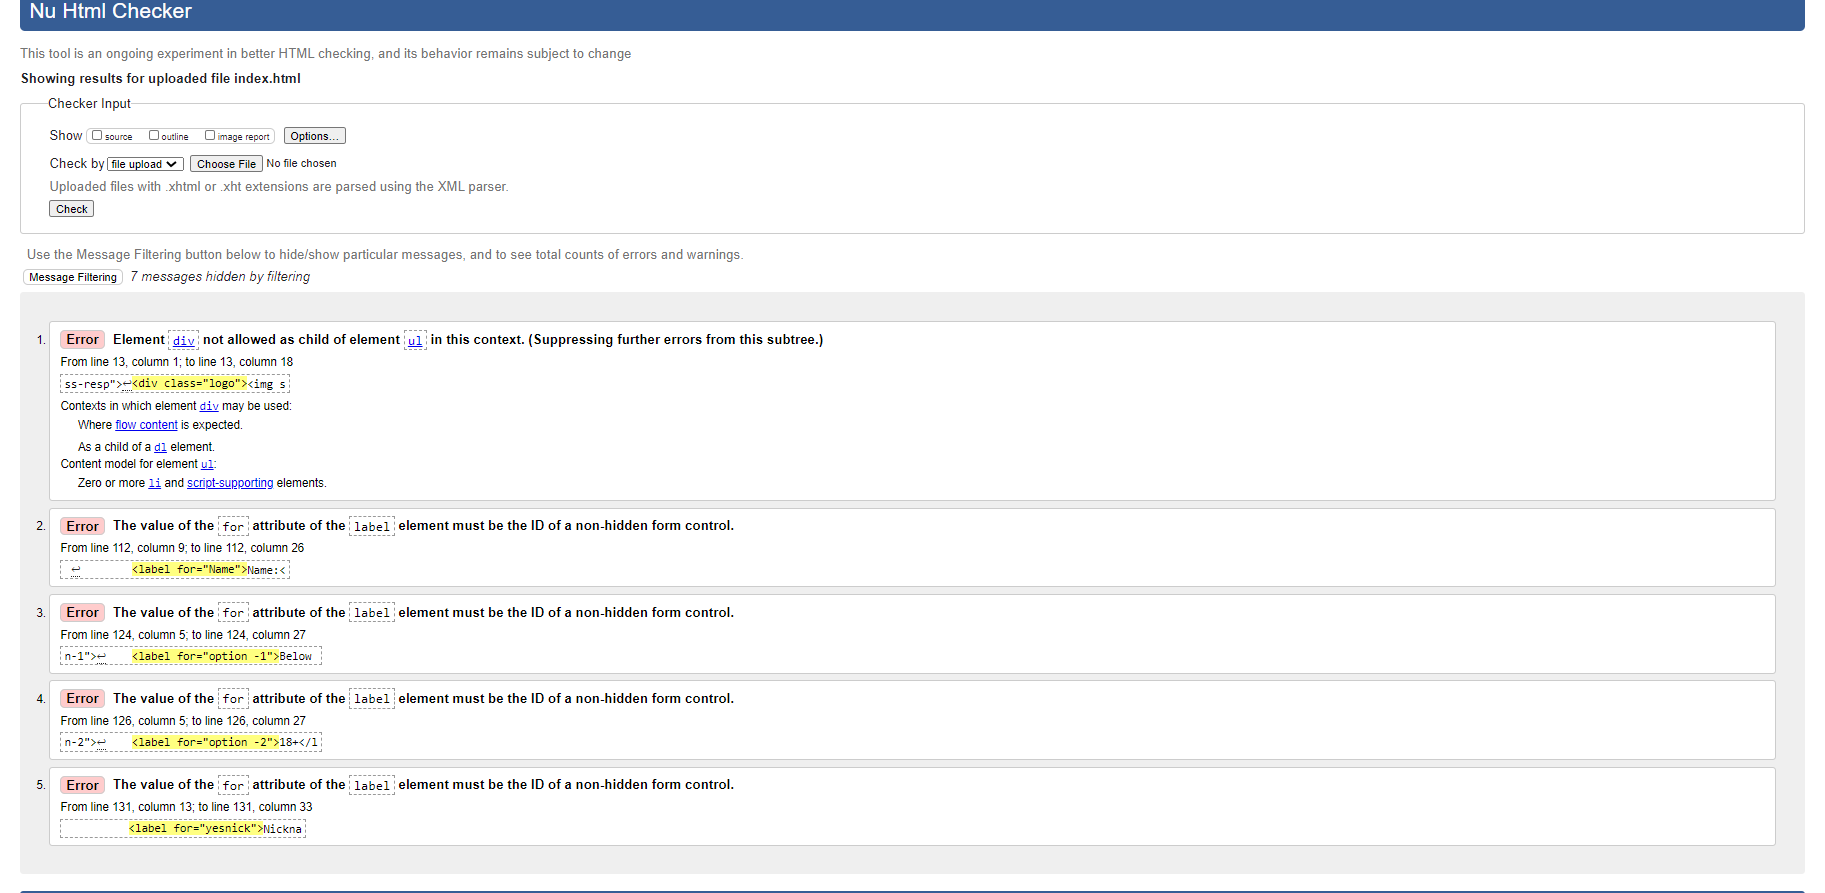 Nu Html Checker
This tool is an ongoing experiment in better HTML checking, and its behavior remains subject to change
Showing results for uploaded file index.html
Checker Input
Show source outline image report Options...
Check by file upload Choose File No file chosen
Uploaded files with .xhtml or .xht extensions are parsed using the XML parser.
Check
Use the Message Filtering button below to hide/show particular messages, and to see total counts of errors and warnings.
Message Filtering 7 messages hidden by filtering
1. Error Element div not allowed as child of element ul in this context. (Suppressing further errors from this subtree.)
From line 13, column 1; to line 13, column 18
ss-resp">↩<div class="logo"><img s
Contexts in which element div may be used:
Where flow content is expected.
As a child of a dl element.
Content model for element ul:
Zero or more li and script-supporting elements.
2. Error The value of the for attribute of the label element must be the ID of a non-hidden form control.
From line 112, column 9; to line 112, column 26
↩ <label for="Name">Name:<
3. Error The value of the for attribute of the label element must be the ID of a non-hidden form control.
From line 124, column 5; to line 124, column 27
n-1">↩ <label for="option -1">Below
4. Error The value of the for attribute of the label element must be the ID of a non-hidden form control.
From line 126, column 5; to line 126, column 27
n-2">↩ <label for="option -2">18+</l
5. Error The value of the for attribute of the label element must be the ID of a non-hidden form control.
From line 131, column 13; to line 131, column 33
<label for="yesnick">Nickna